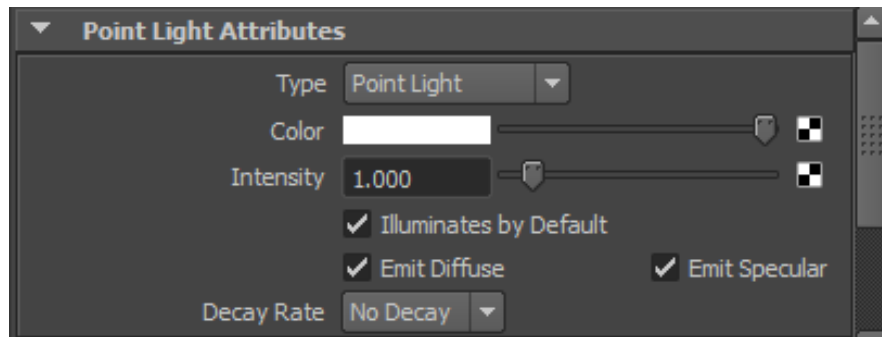 Point Light Attributes
Type Point Light
Color
Intensity 1.000
Illuminates by Default
Emit Diffuse Emit Specular
Decay Rate No Decay